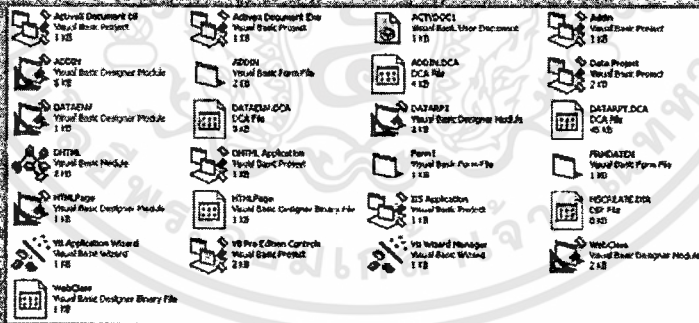 ActiveX Document Dll
Visual Basic Project
1 KB
ActiveX Document Exe
Visual Basic Project
1 KB
ACTIVDOC1
Visual Basic User Document
1 KB
Addin
Visual Basic Project
1 KB
ADDIN
Visual Basic Designer Module
5 KB
ADDIN
Visual Basic Form File
2 KB
ADDIN.DCA
DCA File
4 KB
Data Project
Visual Basic Project
2 KB
DATAENV
Visual Basic Designer Module
1 KB
DATAENV.DCA
DCA File
DATARPT
Visual Basic Designer Module
DATARPT.DCA
DCA File
DHTML
Visual Basic Module
2 KB
DHTML Application
Visual Basic Project
1 KB
Form1
Visual Basic Form File
1 KB
FRMDATENV
Visual Basic Form File
1 KB
HTMLPage
Visual Basic Designer Module
1 KB
HTMLPage
Visual Basic Designer Binary File
1 KB
IIS Application
Visual Basic Project
1 KB
MSCREATE.DIR
DIR File
0 KB
VB Application Wizard
Visual Basic Wizard
1 KB
VB Pro Edition Controls
Visual Basic Project
2 KB
VB Wizard Manager
Visual Basic Wizard
1 KB
WebClass
Visual Basic Designer Module
2 KB
WebClass
Visual Basic Designer Binary File
1 KB